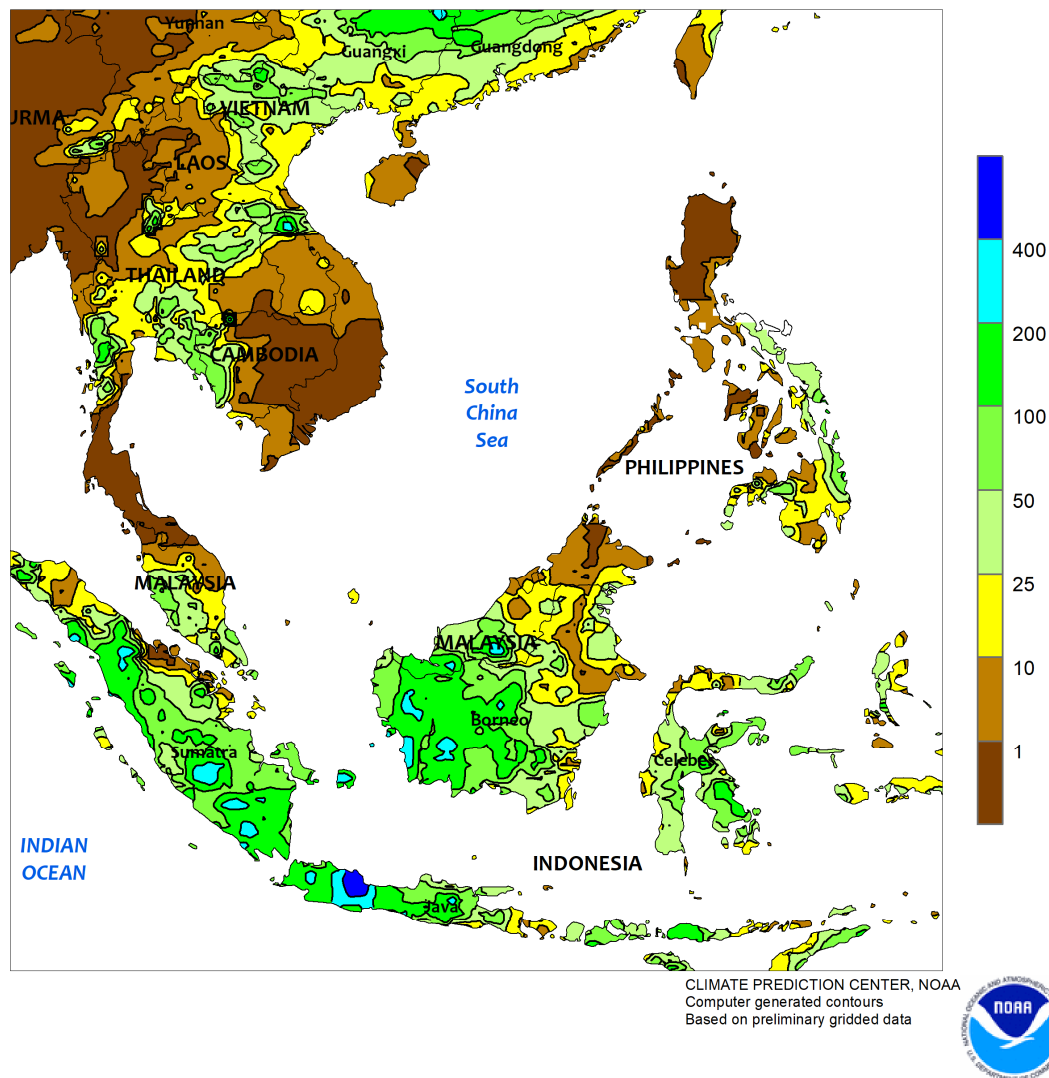 Yunnan
Guangxi
Guangdong
URMA
VIETNAM
LAOS
THAILAND
CAMBODIA
South
China
Sea
PHILIPPINES
MALAYSIA
MALAYSIA
Borneo
Sumatra
Celebes
INDIAN
OCEAN
INDONESIA
Java
400
200
100
50
25
10
1
CLIMATE PREDICTION CENTER, NOAA
Computer generated contours
Based on preliminary gridded data
NOAA